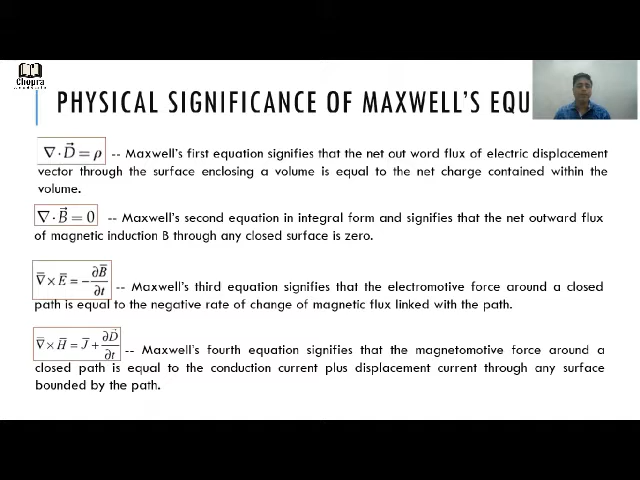 Chopra
PHYSICAL SIGNIFICANCE OF MAXWELL'S EQU
∇ · D⃗ = ρ -- Maxwell's first equation signifies that the net out word flux of electric displacement
vector through the surface enclosing a volume is equal to the net charge contained within the
volume.
∇ · B⃗ = 0 -- Maxwell's second equation in integral form and signifies that the net outward flux
of magnetic induction B through any closed surface is zero.
∇̅ × E̅ = -∂B̅/∂t -- Maxwell's third equation signifies that the electromotive force around a closed
path is equal to the negative rate of change of magnetic flux linked with the path.
∇̅ × H̅ = J̅ + ∂D⃗/∂t -- Maxwell's fourth equation signifies that the magnetomotive force around a
closed path is equal to the conduction current plus displacement current through any surface
bounded by the path.